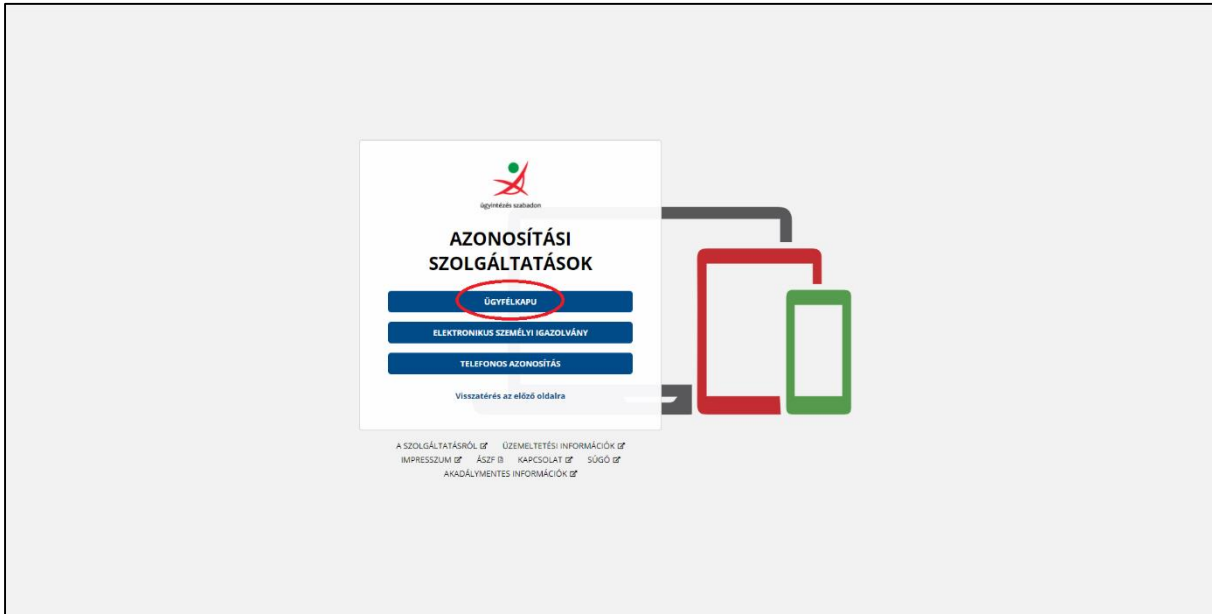 ügyintézés szabadon
AZONOSÍTÁSI
SZOLGÁLTATÁSOK
ÜGYFÉLKAPU
ELEKTRONIKUS SZEMÉLYI IGAZOLVÁNY
TELEFONOS AZONOSÍTÁS
Visszatérés az előző oldalra
A SZOLGÁLTATÁSRÓL ÜZEMELTETÉSI INFORMÁCIÓK
IMPRESSZUM ÁSZF KAPCSOLAT SÚGÓ
AKADÁLYMENTES INFORMÁCIÓK